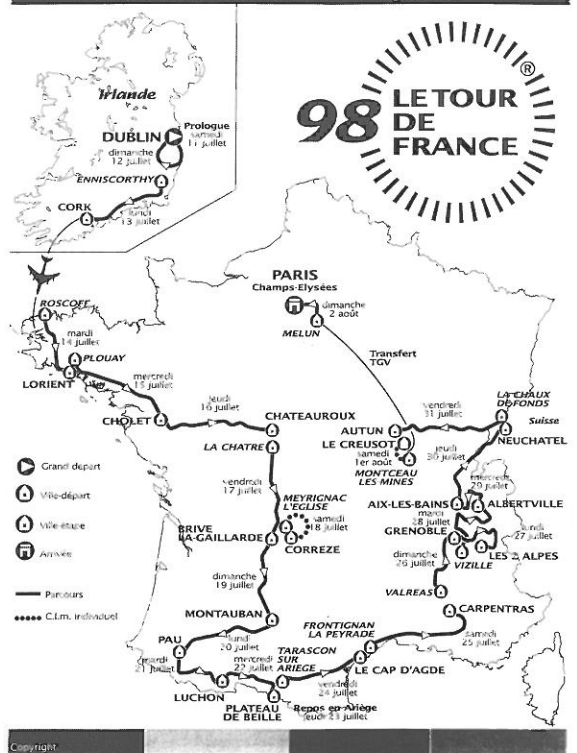 Irlande
DUBLIN
Prologue
samedi
11 juillet
dimanche
12 juillet
ENNISCORTHY
CORK
lundi
13 juillet
98
LE TOUR
DE
FRANCE
®
PARIS
Champs-Elysées
dimanche
2 août
MELUN
Transfert
TGV
ROSCOFF
mardi
14 juillet
PLOUAY
LORIENT
mercredi
15 juillet
jeudi
16 juillet
CHOLET
CHATEAUROUX
LA CHATRE
vendredi
31 juillet
LA CHAUX
DE FONDS
Suisse
NEUCHATEL
AUTUN
LE CREUSOT
samedi
1er août
MONTCEAU
LES MINES
jeudi
30 juillet
Grand départ
Ville-départ
Ville-étape
Arrivée
Parcours
C.l.m. individuel
vendredi
17 juillet
MEYRIGNAC
L'EGLISE
samedi
18 juillet
BRIVE
LA-GAILLARDE
CORREZE
mercredi
29 juillet
AIX-LES-BAINS
ALBERTVILLE
mardi
28 juillet
GRENOBLE
lundi
27 juillet
LES 2 ALPES
VIZILLE
dimanche
26 juillet
VALREAS
dimanche
19 juillet
MONTAUBAN
CARPENTRAS
FRONTIGNAN
LA PEYRADE
samedi
25 juillet
PAU
lundi
20 juillet
mardi
21 juillet
mercredi
22 juillet
TARASCON
SUR
ARIEGE
LE CAP D'AGDE
vendredi
24 juillet
LUCHON
PLATEAU
DE BEILLE
Repos en Ariège
jeudi 23 juillet
Copyright